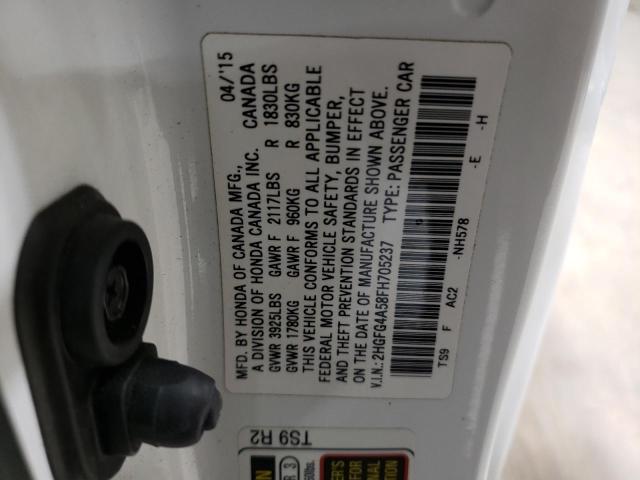 MFD. BY HONDA OF CANADA MFG., 04/'15
A DIVISION OF HONDA CANADA INC. CANADA
GVWR 3925LBS GAWR F 2117LBS R 1830LBS
GVWR 1780KG GAWR F 960KG R 830KG
THIS VEHICLE CONFORMS TO ALL APPLICABLE
FEDERAL MOTOR VEHICLE SAFETY, BUMPER,
AND THEFT PREVENTION STANDARDS IN EFFECT
ON THE DATE OF MANUFACTURE SHOWN ABOVE.
V.I.N.: 2HGFG4A58FH705237 TYPE: PASSENGER CAR
TS9 F AC2 -NH578 -E -H
TS9 R2
R 3